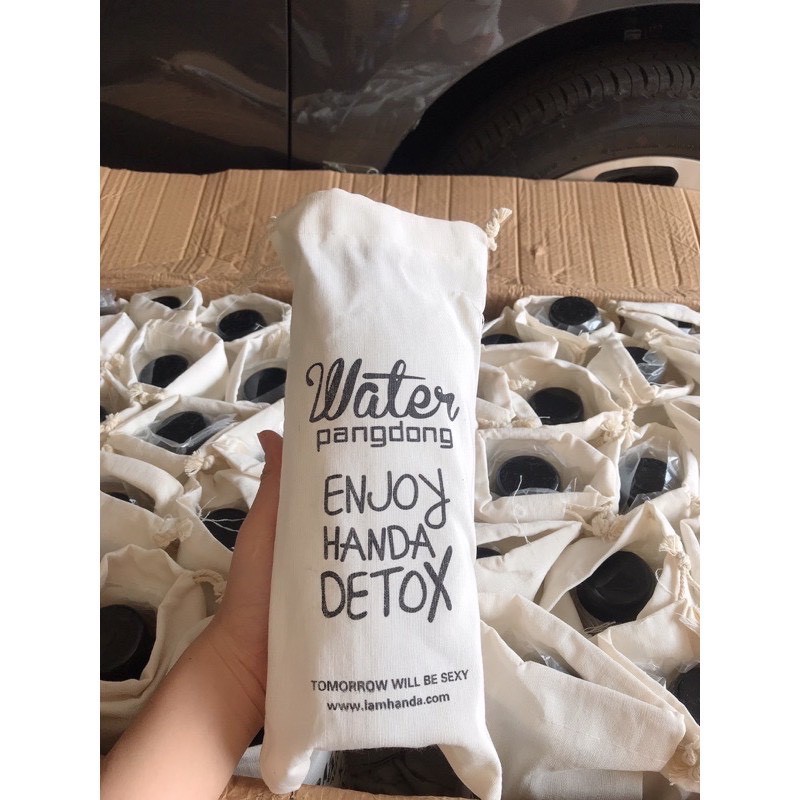 Water
pangdong
ENJOY
HANDA
DETOX
TOMORROW WILL BE SEXY
www.lamhanda.com